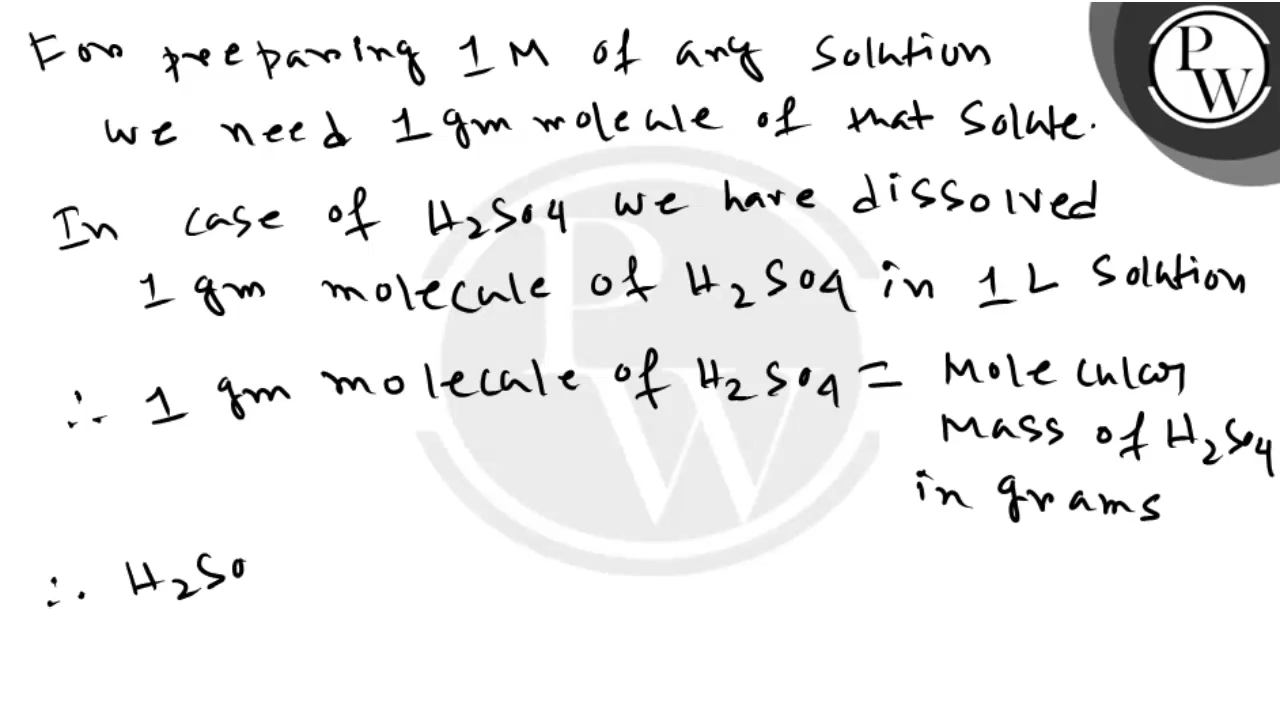 For preparing 1 M of any solution
we need 1 gm molecule of that solute.
In case of H2SO4 we have dissolved
1 gm molecule of H2SO4 in 1 L solution
∴ 1 gm molecule of H2SO4 = Molecular
Mass of H2SO4
in grams
∴ H2SO
PW
PW